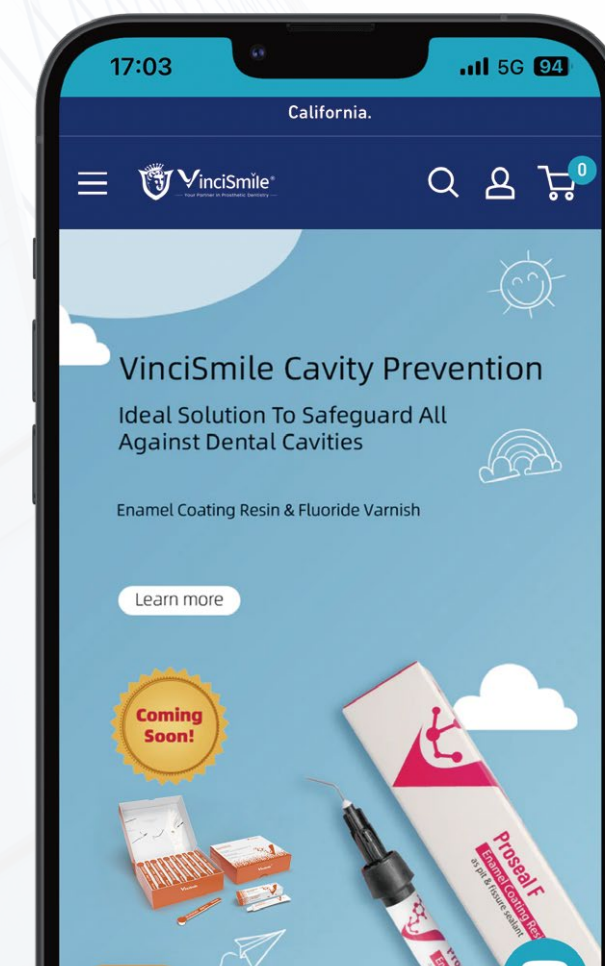 17:03
5G 94
California.
VinciSmile®
Your Partner in Prosthetic Dentistry
0
VinciSmile Cavity Prevention
Ideal Solution To Safeguard All
Against Dental Cavities
Enamel Coating Resin & Fluoride Varnish
Learn more
Coming
Soon!
Proseal F
Enamel Coating Res
as pit & fissure sealant